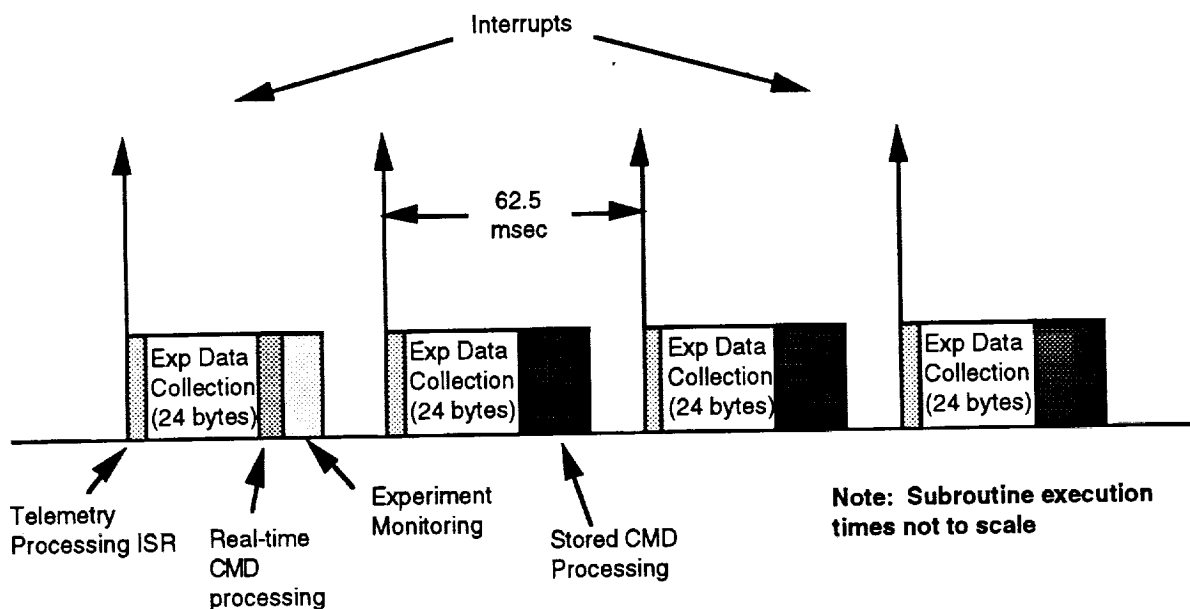 Interrupts
62.5
msec
Exp Data
Collection
(24 bytes)
Exp Data
Collection
(24 bytes)
Exp Data
Collection
(24 bytes)
Exp Data
Collection
(24 bytes)
Telemetry
Processing ISR
Real-time
CMD
processing
Experiment
Monitoring
Stored CMD
Processing
Note: Subroutine execution
times not to scale